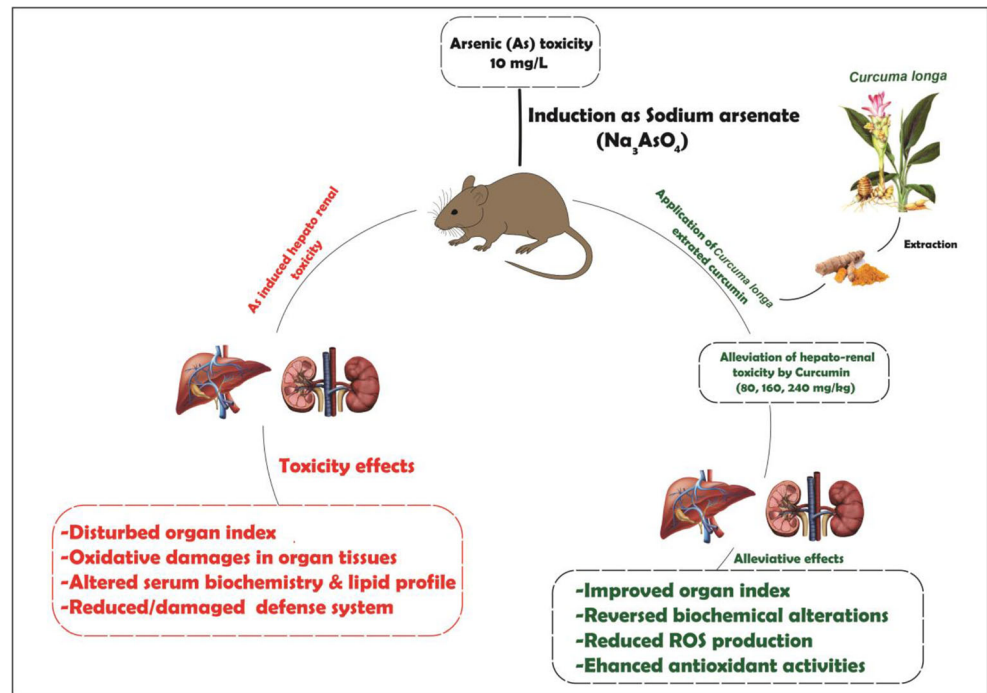 Arsenic (As) toxicity
10 mg/L
Induction as Sodium arsenate
(Na₃AsO₄)
Curcuma longa
Extraction
As induced hepato renal
toxicity
Application of Curcuma longa
extrated curcumin
Alleviation of hepato-renal
toxicity by Curcumin
(80, 160, 240 mg/kg)
Toxicity effects
-Disturbed organ index
-Oxidative damages in organ tissues
-Altered serum biochemistry & lipid profile
-Reduced/damaged defense system
Alleviative effects
-Improved organ index
-Reversed biochemical alterations
-Reduced ROS production
-Ehanced antioxidant activities